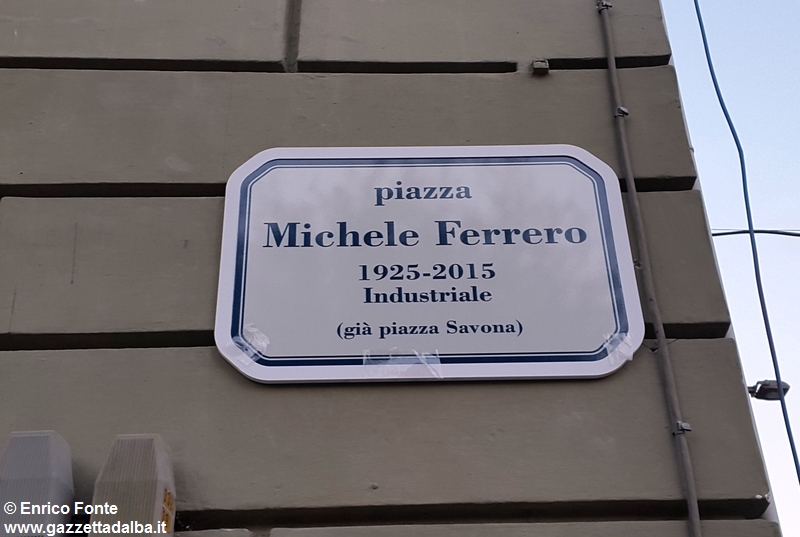 piazza
Michele Ferrero
1925-2015
Industriale
(già piazza Savona)
© Enrico Fonte
www.gazzettadalba.it